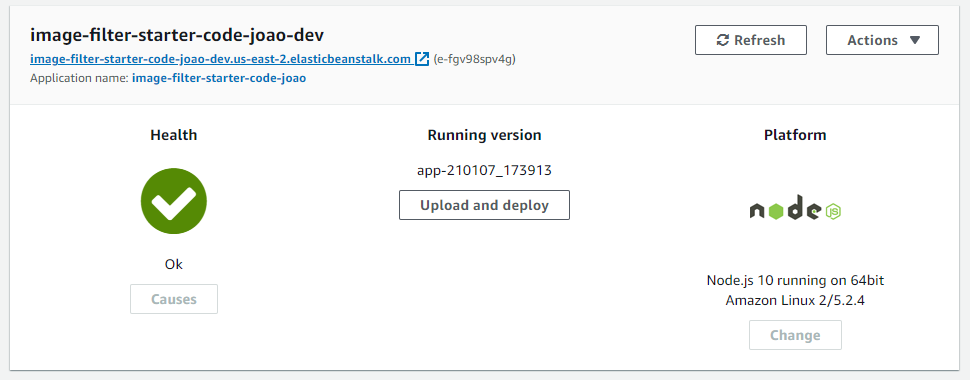 image-filter-starter-code-joao-dev
image-filter-starter-code-joao-dev.us-east-2.elasticbeanstalk.com (e-fgv98spv4g)
Application name: image-filter-starter-code-joao
Refresh
Actions
Health
Ok
Causes
Running version
app-210107_173913
Upload and deploy
Platform
node
JS
Node.js 10 running on 64bit
Amazon Linux 2/5.2.4
Change